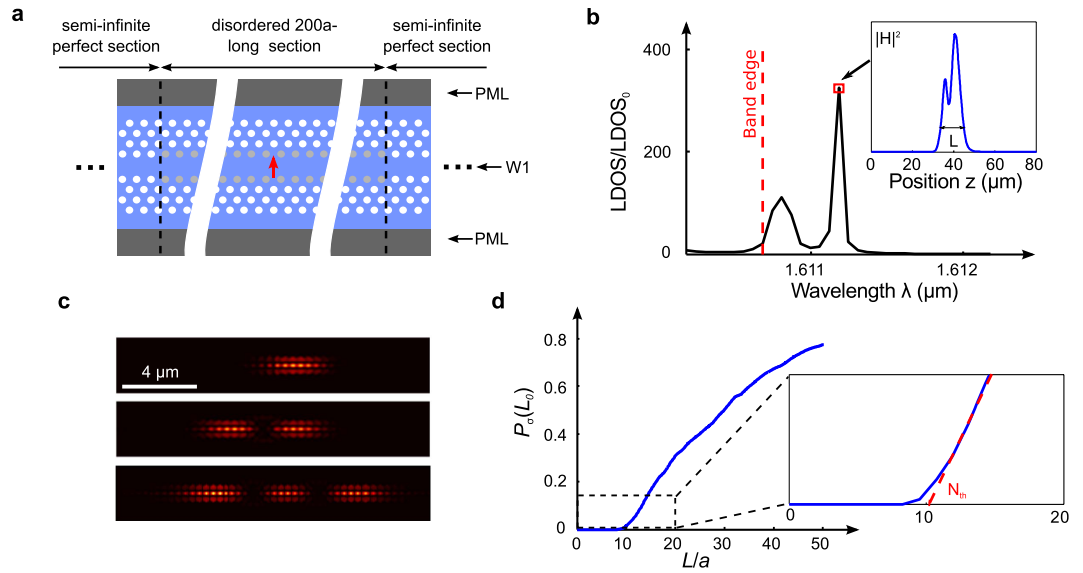 a
semi-infinite
perfect section
disordered 200a-
long section
semi-infinite
perfect section
PML
W1
PML
b
LDOS/LDOS0
400
200
0
Band edge
1.611
1.612
Wavelength λ (μm)
|H|²
L
0
20
40
60
80
Position z (μm)
c
4 μm
d
Pσ(L0)
0.8
0.6
0.4
0.2
0
0
10
20
30
40
50
L/a
Nth
0
10
20